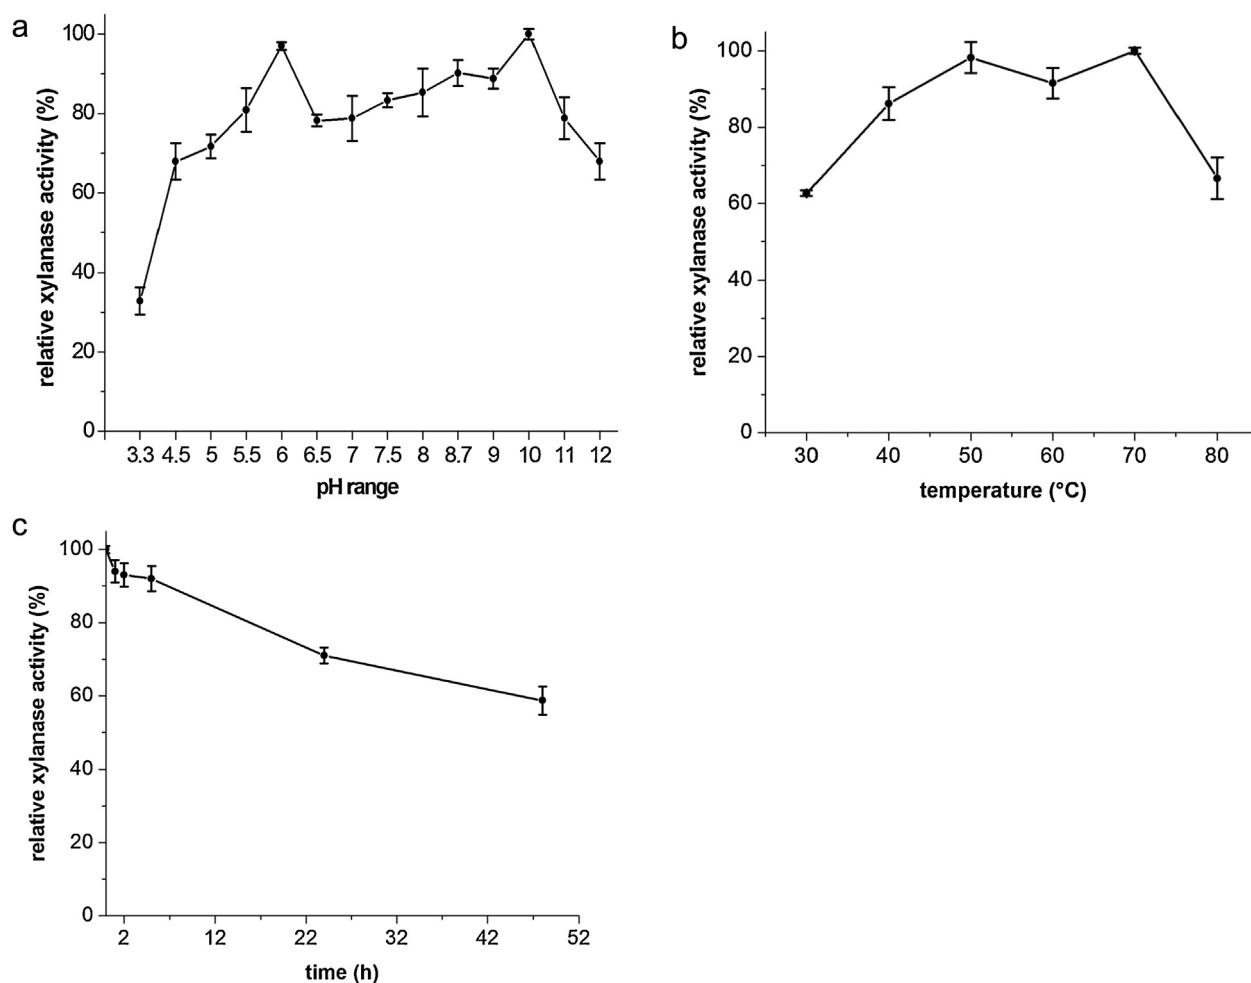 a
relative xylanase activity (%)
100
80
60
40
20
0
3.3 4.5 5 5.5 6 6.5 7 7.5 8 8.7 9 10 11 12
pH range
b
relative xylanase activity (%)
100
80
60
40
20
0
30 40 50 60 70 80
temperature (°C)
c
relative xylanase activity (%)
100
80
60
40
20
0
2 12 22 32 42 52
time (h)